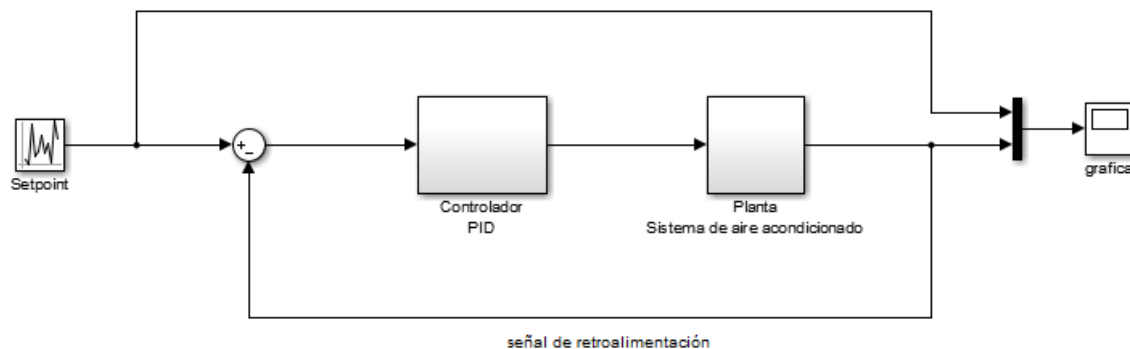 Setpoint
+
-
Controlador
PID
Planta
Sistema de aire acondicionado
grafica
señal de retroalimentación